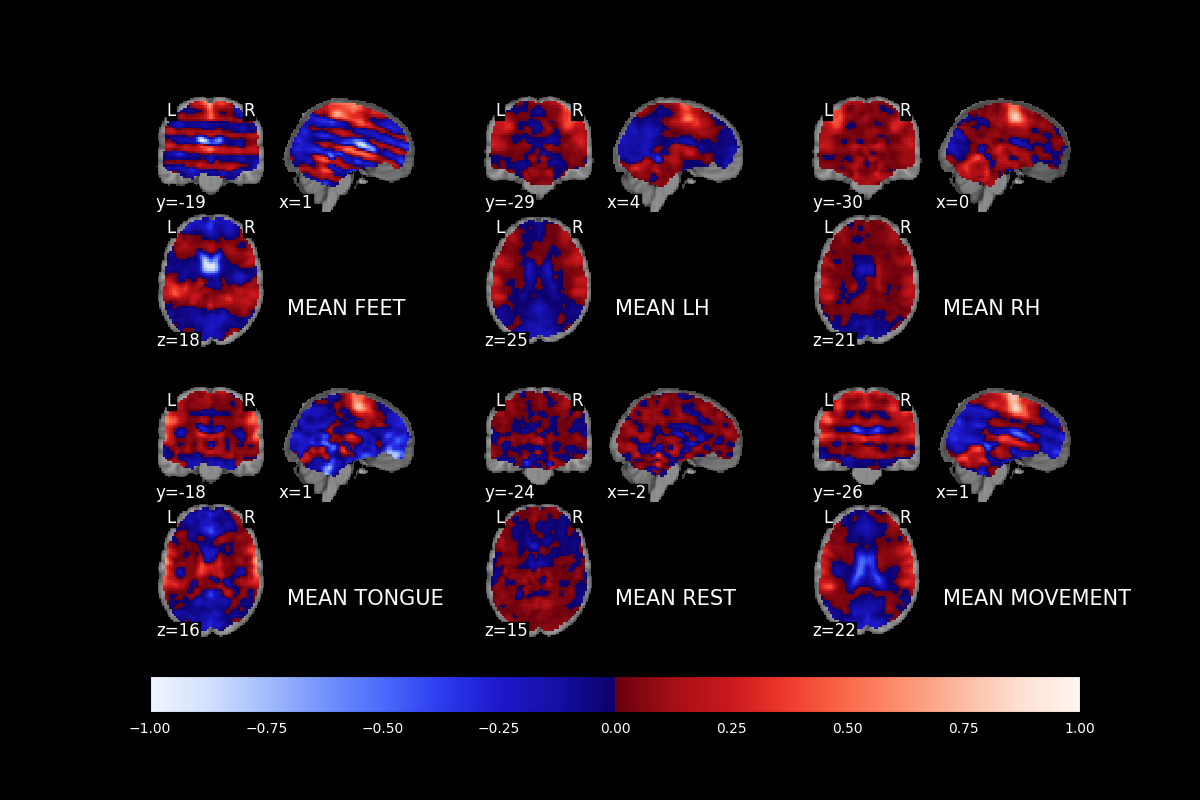 L R L R L R
y=-19 x=1 y=-29 x=4 y=-30 x=0
L R L R L R
MEAN FEET MEAN LH MEAN RH
z=18 z=25 z=21
L R L R L R
y=-18 x=1 y=-24 x=-2 y=-26 x=1
L R L R L R
MEAN TONGUE MEAN REST MEAN MOVEMENT
z=16 z=15 z=22
−1.00 −0.75 −0.50 −0.25 0.00 0.25 0.50 0.75 1.00